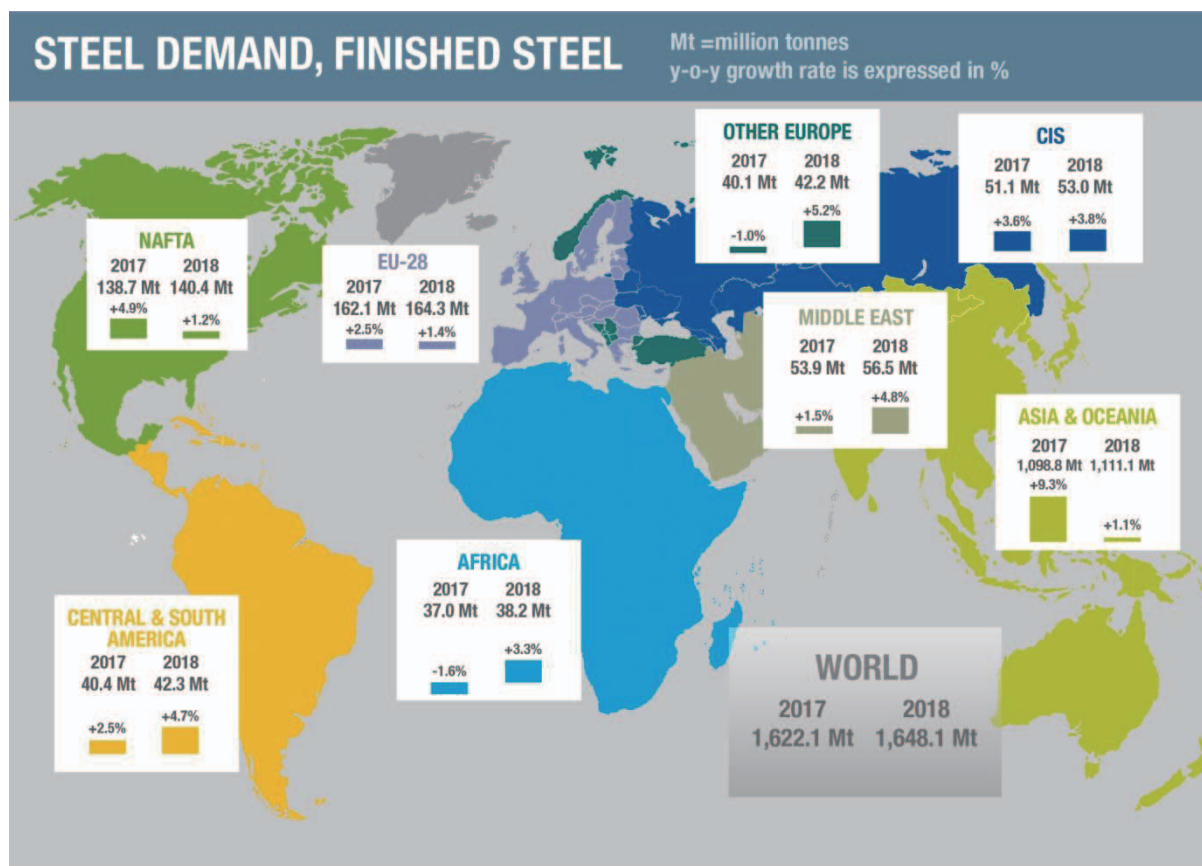 STEEL DEMAND, FINISHED STEEL
Mt =million tonnes
y-o-y growth rate is expressed in %
OTHER EUROPE
2017 2018
40.1 Mt 42.2 Mt
+5.2%
-1.0%
CIS
2017 2018
51.1 Mt 53.0 Mt
+3.6% +3.8%
NAFTA
2017 2018
138.7 Mt 140.4 Mt
+4.9%
+1.2%
EU-28
2017 2018
162.1 Mt 164.3 Mt
+2.5% +1.4%
MIDDLE EAST
2017 2018
53.9 Mt 56.5 Mt
+4.8%
+1.5%
ASIA & OCEANIA
2017 2018
1,098.8 Mt 1,111.1 Mt
+9.3%
+1.1%
AFRICA
2017 2018
37.0 Mt 38.2 Mt
+3.3%
-1.6%
CENTRAL & SOUTH
AMERICA
2017 2018
40.4 Mt 42.3 Mt
+4.7%
+2.5%
WORLD
2017 2018
1,622.1 Mt 1,648.1 Mt